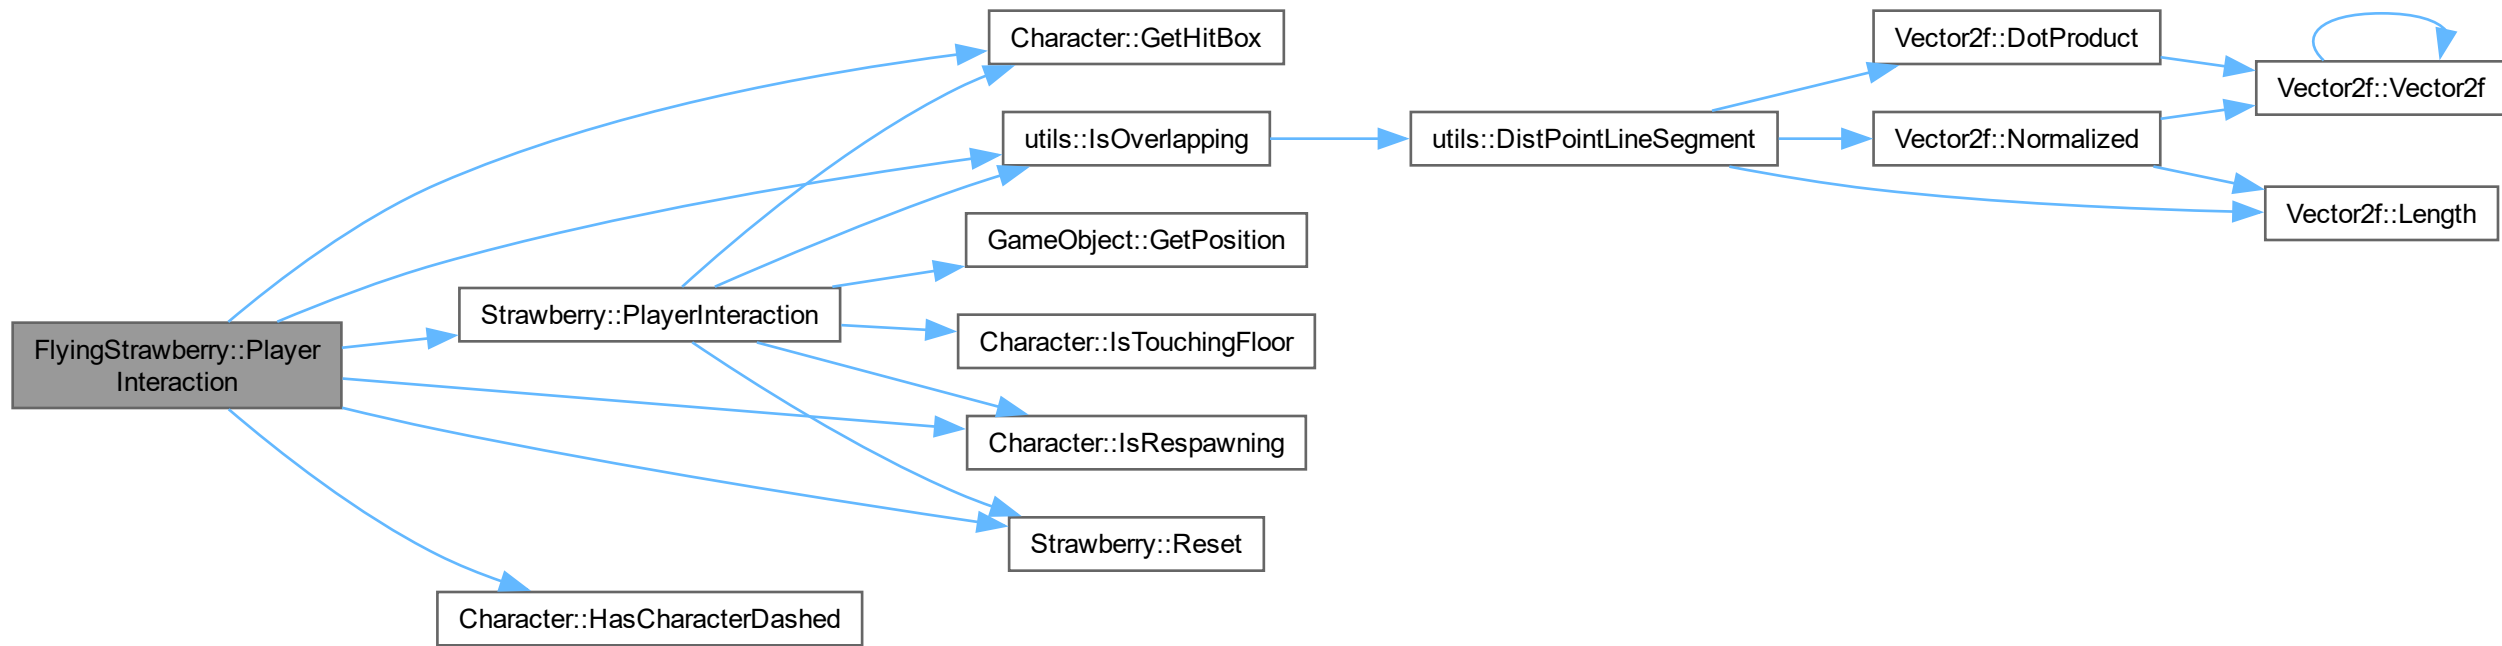 Character::GetHitBox
Vector2f::DotProduct
Vector2f::Vector2f
utils::IsOverlapping
utils::DistPointLineSegment
Vector2f::Normalized
Vector2f::Length
GameObject::GetPosition
Strawberry::PlayerInteraction
Character::IsTouchingFloor
FlyingStrawberry::Player
Interaction
Character::IsRespawning
Strawberry::Reset
Character::HasCharacterDashed